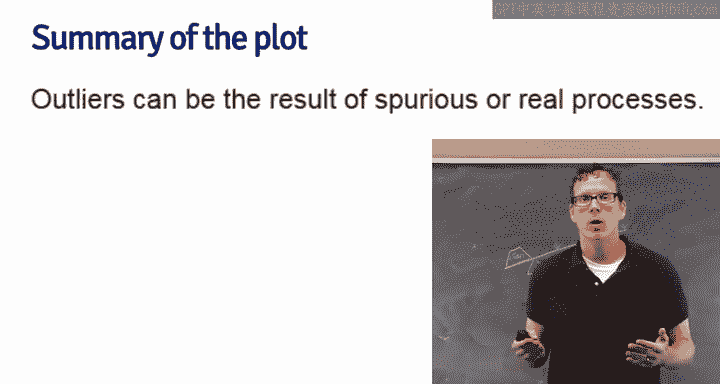 Summary of the plot
Outliers can be the result of spurious or real processes.